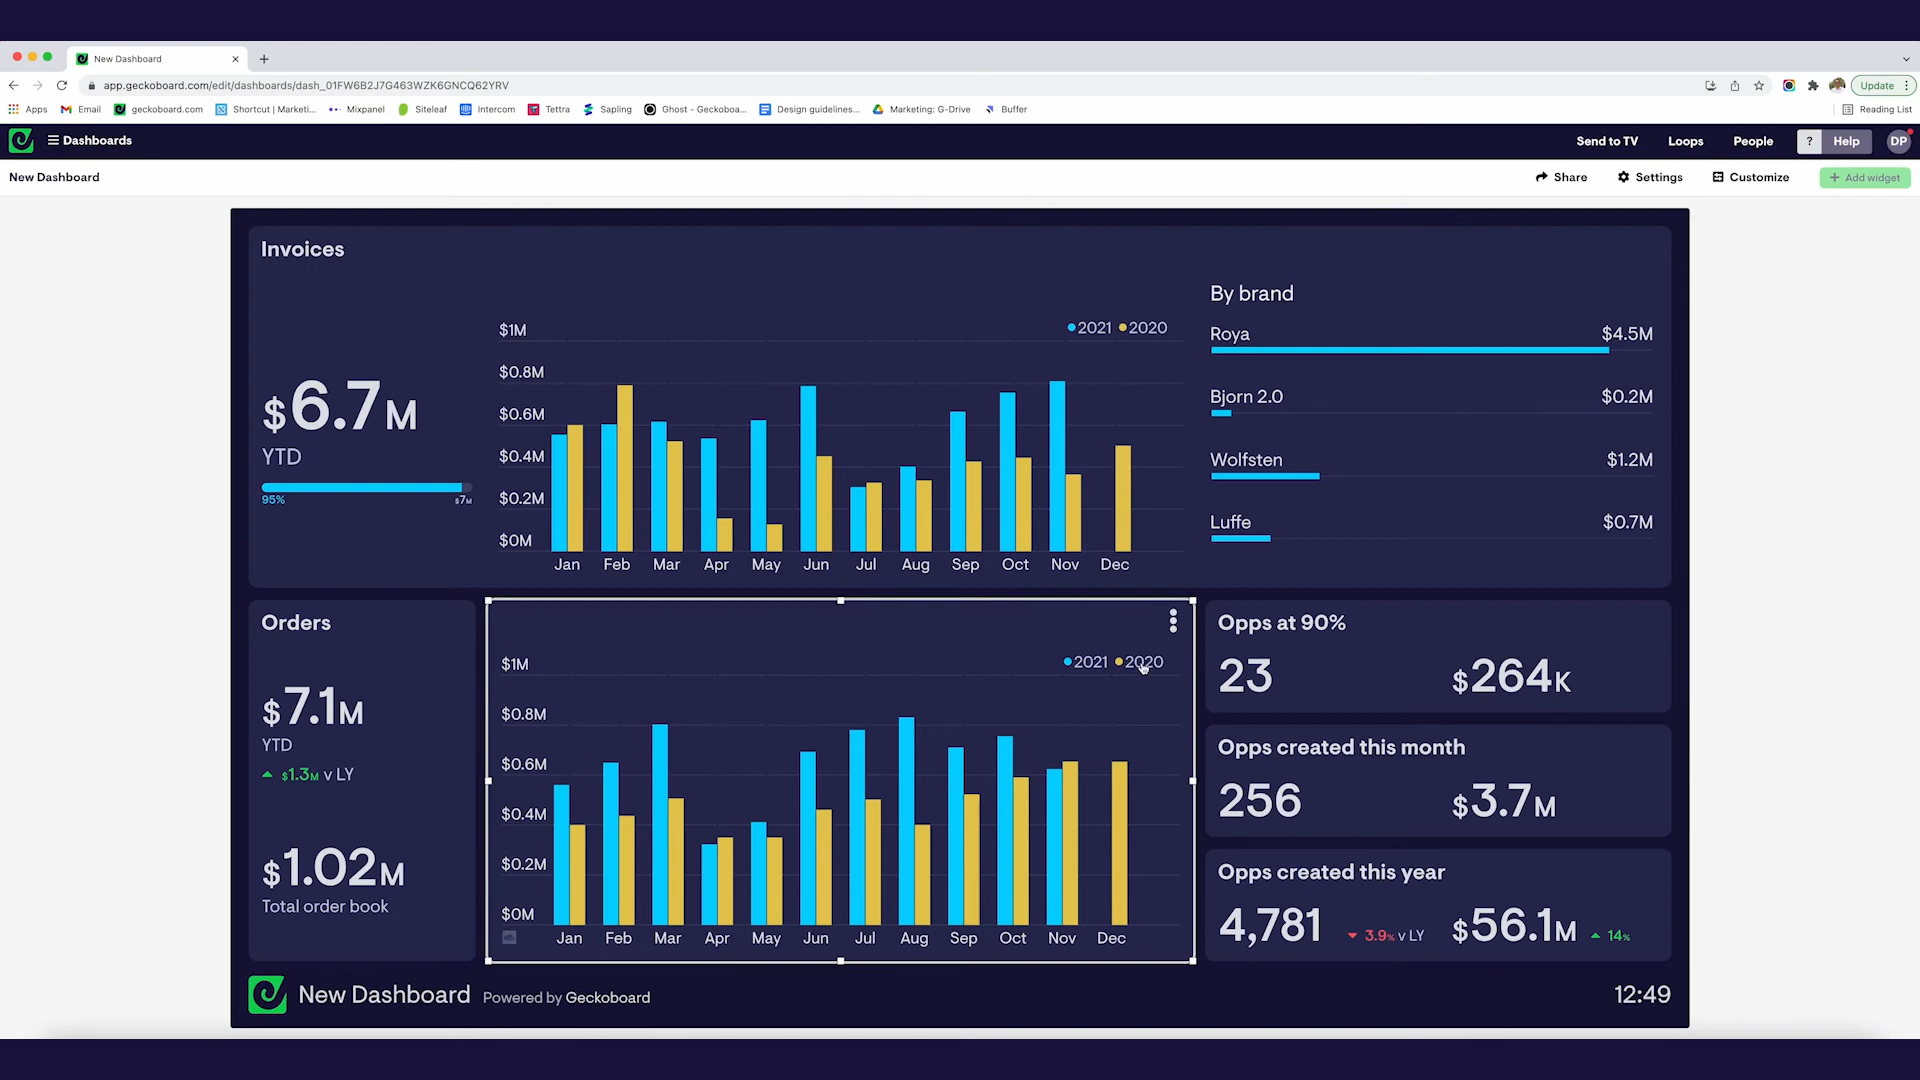 New Dashboard
app.geckoboard.com/edit/dashboards/dash_01FW6B2J7G463WZK6GNCQ62YRV
Update
Apps Email geckoboard.com Shortcut | Marketi... Mixpanel Siteleaf Intercom Tettra Sapling Ghost - Geckoboa... Design guidelines... Marketing: G-Drive Buffer Reading List
Dashboards Send to TV Loops People ? Help DP
New Dashboard Share Settings Customize + Add widget
Invoices
$6.7M
YTD
95% $7M
2021 2020
$1M
$0.8M
$0.6M
$0.4M
$0.2M
$0M
Jan Feb Mar Apr May Jun Jul Aug Sep Oct Nov Dec
By brand
Roya $4.5M
Bjorn 2.0 $0.2M
Wolfsten $1.2M
Luffe $0.7M
Orders
$7.1M
YTD
$1.3M v LY
$1.02M
Total order book
2021 2020
$1M
$0.8M
$0.6M
$0.4M
$0.2M
$0M
Jan Feb Mar Apr May Jun Jul Aug Sep Oct Nov Dec
Opps at 90%
23 $264K
Opps created this month
256 $3.7M
Opps created this year
4,781 3.9% v LY $56.1M 14%
New Dashboard Powered by Geckoboard 12:49